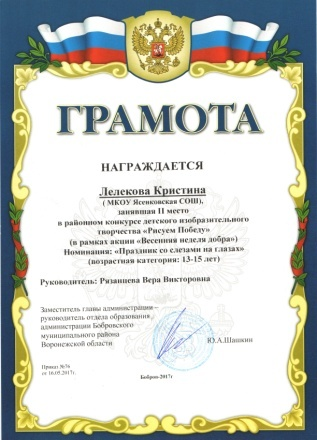 ГРАМОТА
НАГРАЖДАЕТСЯ
Лелекова Кристина
( МКОУ Ясенковская СОШ),
занявшая II место
в районном конкурсе детского изобразительного
творчества «Рисуем Победу»
(в рамках акции «Весенняя неделя добра»)
Номинация: «Праздник со слезами на глазах»
(возрастная категория: 13-15 лет)
Руководитель: Рязанцева Вера Викторовна
Заместитель главы администрации –
руководитель отдела образования
администрации Бобровского
муниципального района
Воронежской области
Ю.А.Шашкин
Приказ №76
от 10.05.2017г.
Бобров-2017г